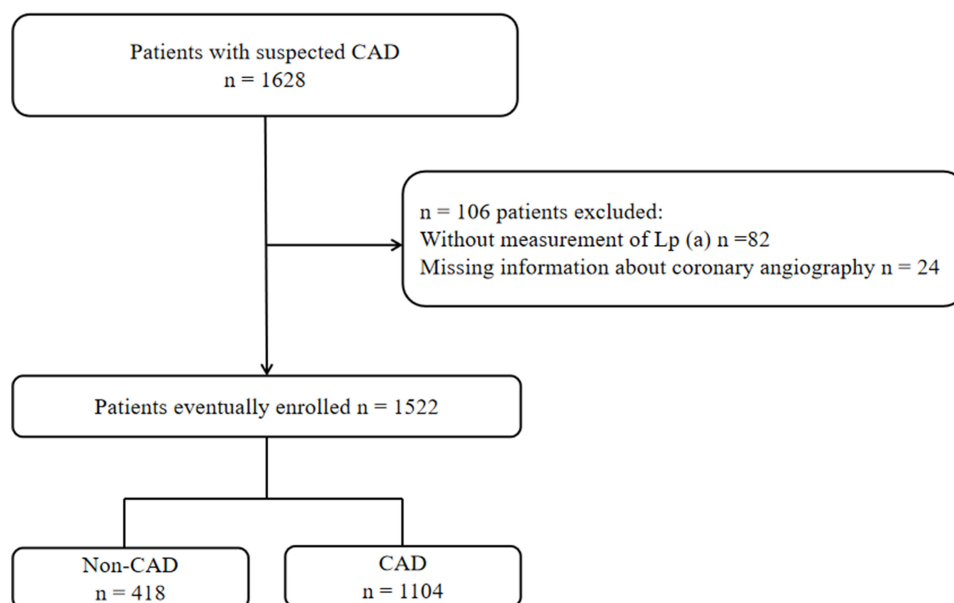 Patients with suspected CAD
n = 1628
n = 106 patients excluded:
Without measurement of Lp (a) n =82
Missing information about coronary angiography n = 24
Patients eventually enrolled n = 1522
Non-CAD
n = 418
CAD
n = 1104